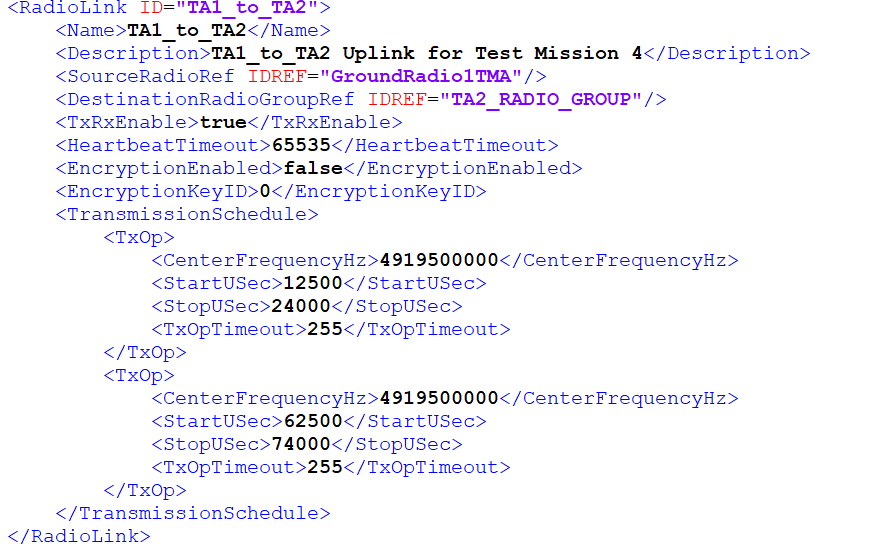 <RadioLink ID="TA1_to_TA2">
    <Name>TA1_to_TA2</Name>
    <Description>TA1_to_TA2 Uplink for Test Mission 4</Description>
    <SourceRadioRef IDREF="GroundRadio1TMA"/>
    <DestinationRadioGroupRef IDREF="TA2_RADIO_GROUP"/>
    <TxRxEnable>true</TxRxEnable>
    <HeartbeatTimeout>65535</HeartbeatTimeout>
    <EncryptionEnabled>false</EncryptionEnabled>
    <EncryptionKeyID>0</EncryptionKeyID>
    <TransmissionSchedule>
        <TxOp>
            <CenterFrequencyHz>4919500000</CenterFrequencyHz>
            <StartUSec>12500</StartUSec>
            <StopUSec>24000</StopUSec>
            <TxOpTimeout>255</TxOpTimeout>
        </TxOp>
        <TxOp>
            <CenterFrequencyHz>4919500000</CenterFrequencyHz>
            <StartUSec>62500</StartUSec>
            <StopUSec>74000</StopUSec>
            <TxOpTimeout>255</TxOpTimeout>
        </TxOp>
    </TransmissionSchedule>
</RadioLink>